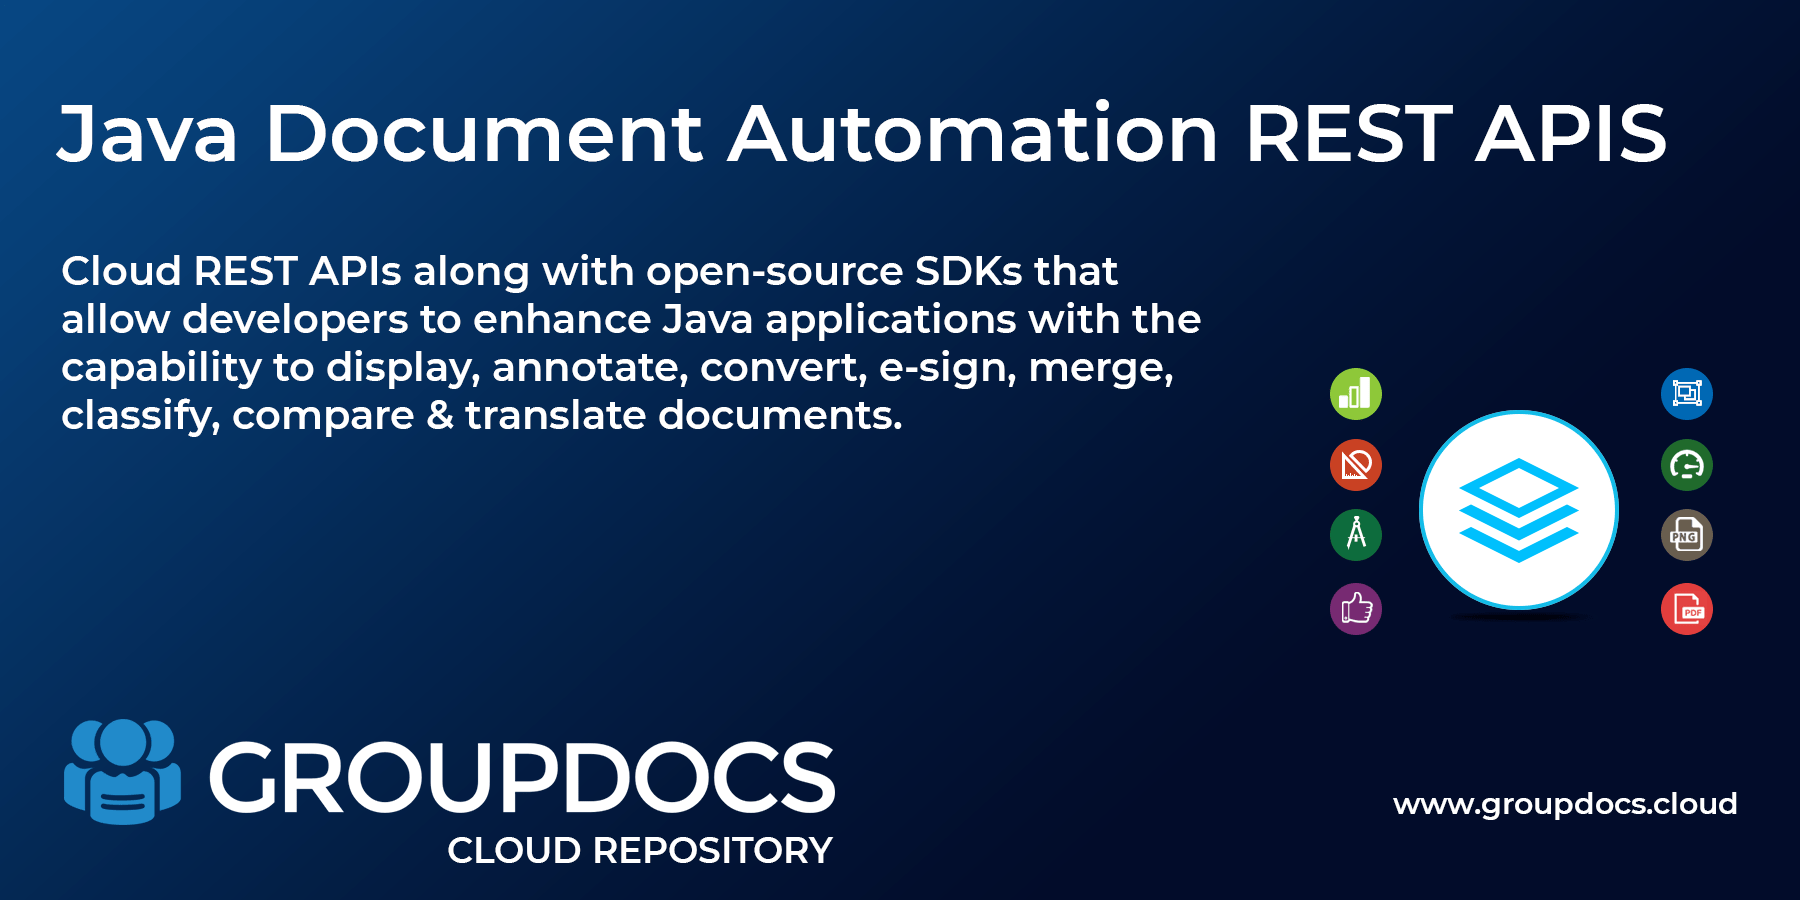 Java Document Automation REST APIS
Cloud REST APIs along with open-source SDKs that
allow developers to enhance Java applications with the
capability to display, annotate, convert, e-sign, merge,
classify, compare & translate documents.
PNG
PDF
GROUPDOCS
CLOUD REPOSITORY
www.groupdocs.cloud